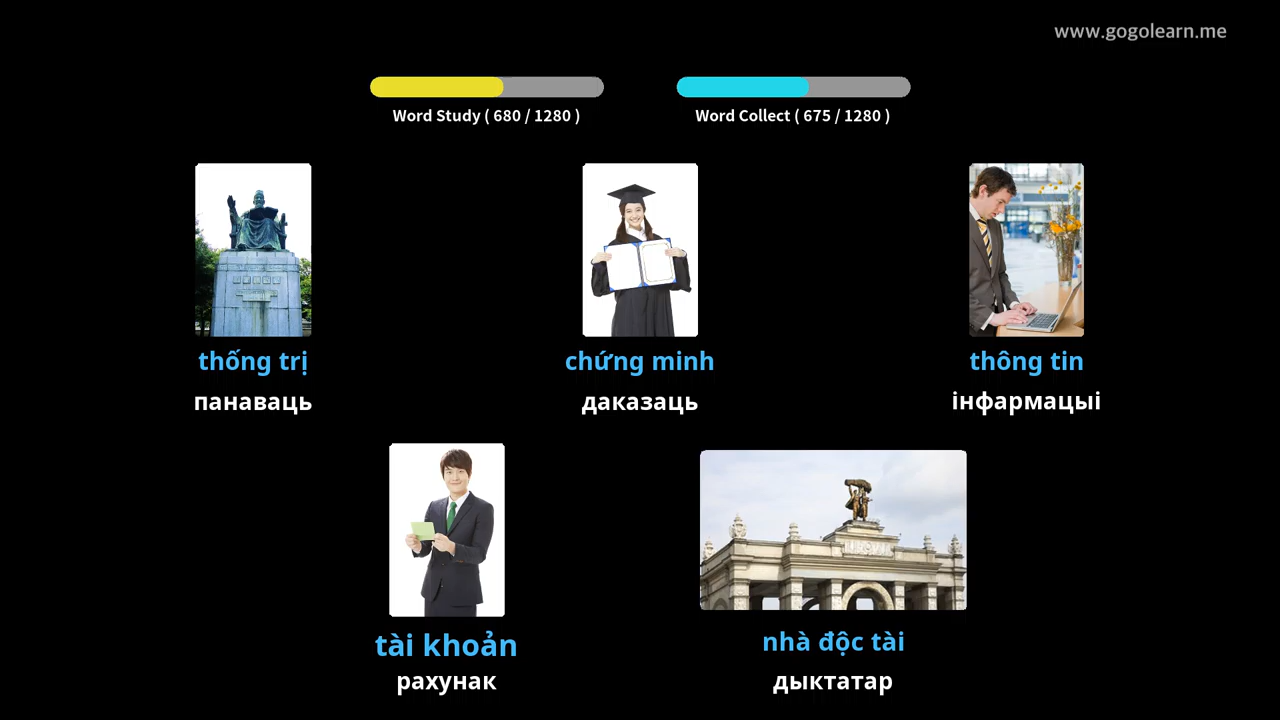 www.gogolearn.me
Word Study ( 680 / 1280 )
Word Collect ( 675 / 1280 )
thống trị
chứng minh
thông tin
панаваць
даказаць
інфармацыі
tài khoản
nhà độc tài
рахунак
дыктатар